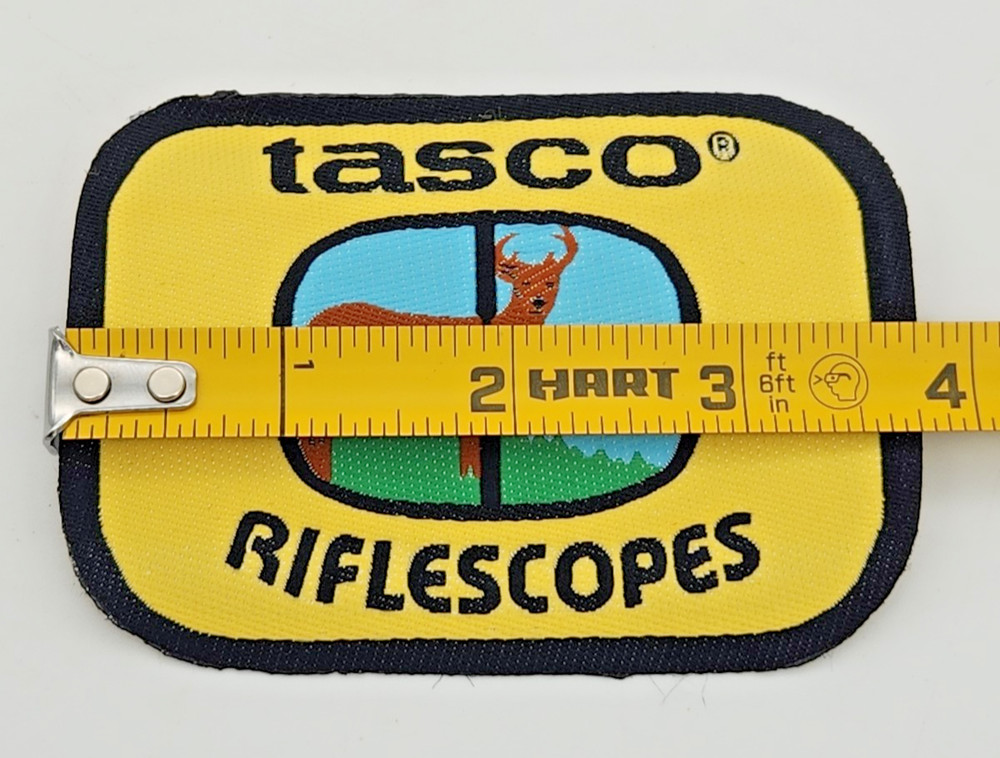 tasco®
1
2 HART 3 ft 6ft in 4
RIFLESCOPES